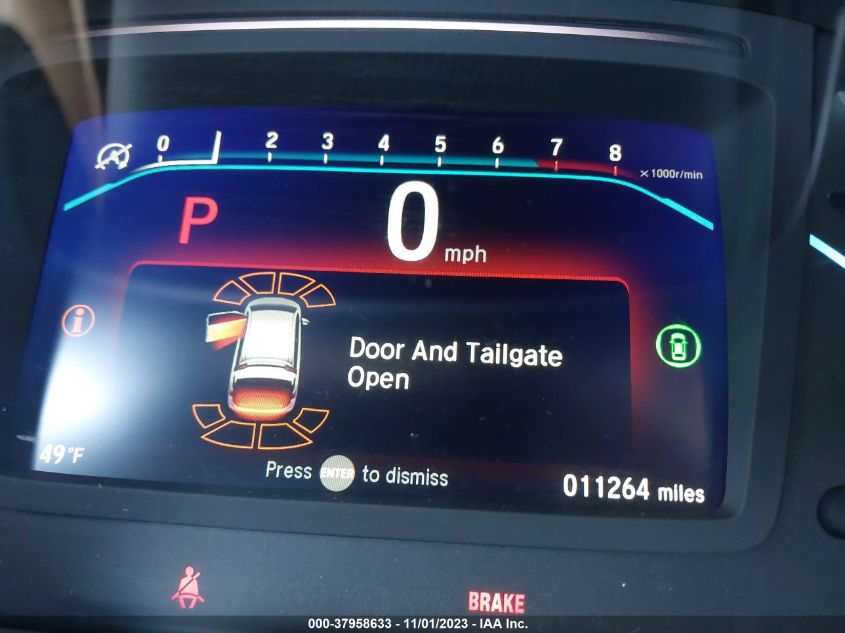 0 2 3 4 5 6 7 8
x 1000r/min
P 0 mph
i
Door And Tailgate
Open
49°F
Press ENTER to dismiss
011264 miles
BRAKE
000-37958633 - 11/01/2023 - IAA Inc.